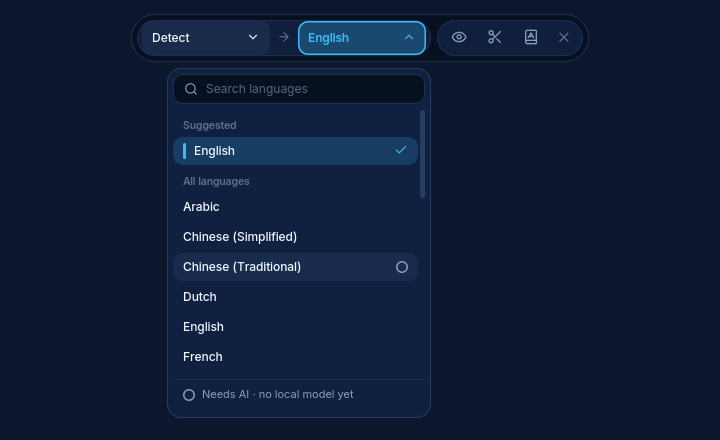 Detect
English
Search languages
Suggested
English
All languages
Arabic
Chinese (Simplified)
Chinese (Traditional)
Dutch
English
French
Needs AI · no local model yet